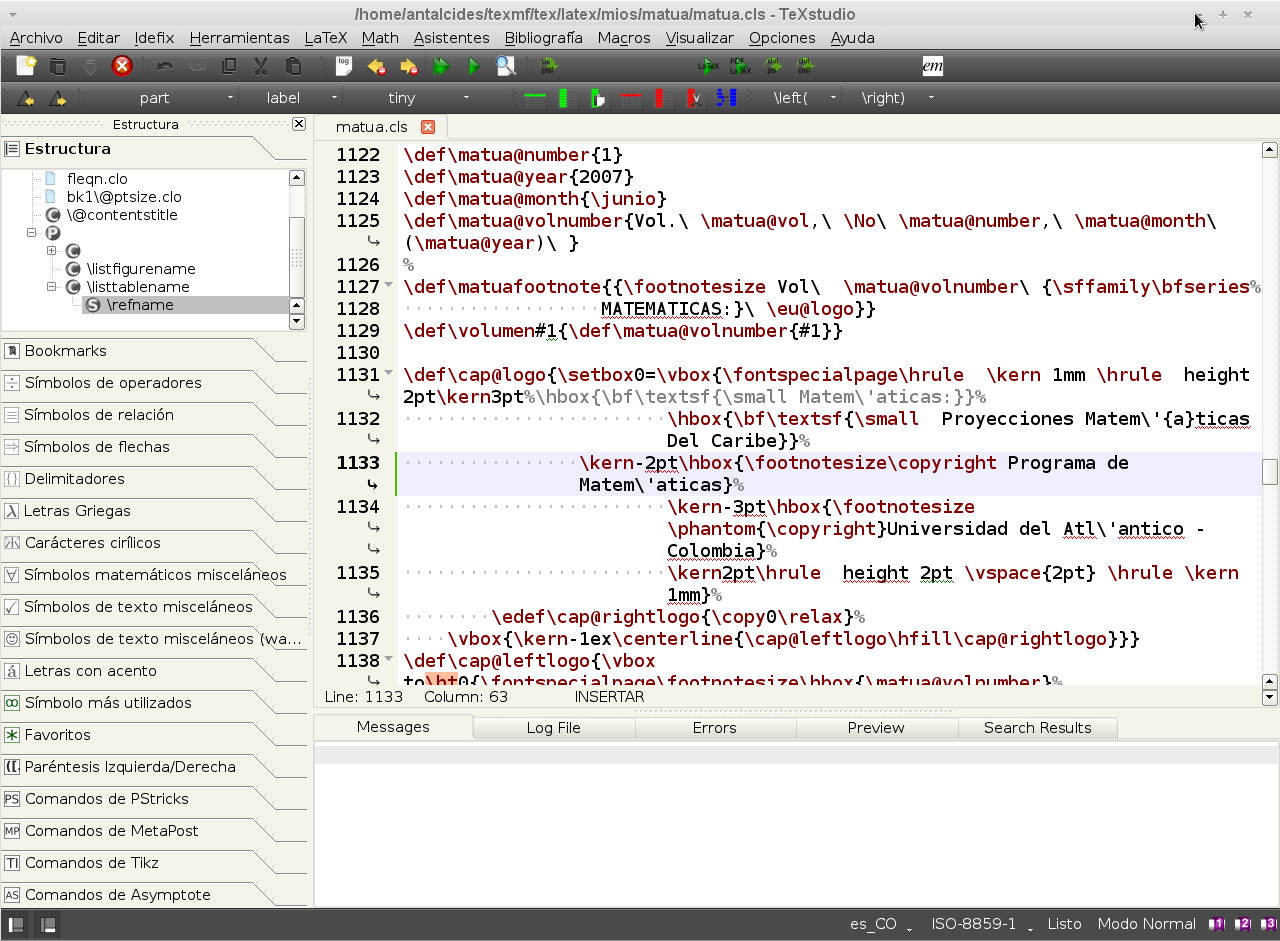 /home/antalcides/texmf/tex/latex/mios/matua/matua.cls - TeXstudio
Archivo Editar Idefix Herramientas LaTeX Math Asistentes Bibliografía Macros Visualizar Opciones Ayuda
log
em
part label tiny \left( \right)
Estructura
Estructura
fleqn.clo
bk1\@ptsize.clo
\@contentstitle
\listfigurename
\listtablename
\refname
Bookmarks
Símbolos de operadores
Símbolos de relación
Símbolos de flechas
Delimitadores
Letras Griegas
Carácteres cirílicos
Símbolos matemáticos misceláneos
Símbolos de texto misceláneos
Símbolos de texto misceláneos (wa...
Letras con acento
Símbolo más utilizados
Favoritos
Paréntesis Izquierda/Derecha
PS Comandos de PStricks
MP Comandos de MetaPost
TI Comandos de Tikz
AS Comandos de Asymptote
matua.cls
1122 \def\matua@number{1}
1123 \def\matua@year{2007}
1124 \def\matua@month{\junio}
1125 \def\matua@volnumber{Vol.\ \matua@vol,\ \No\ \matua@number,\ \matua@month\
(\matua@year)\ }
1126 %
1127 \def\matuafootnote{{\footnotesize Vol\  \matua@volnumber\ {\sffamily\bfseries%
1128 MATEMATICAS:}\ \eu@logo}}
1129 \def\volumen#1{\def\matua@volnumber{#1}}
1130
1131 \def\cap@logo{\setbox0=\vbox{\fontspecialpage\hrule  \kern 1mm \hrule  height
2pt\kern3pt%\hbox{\bf\textsf{\small Matem\'aticas:}}%
1132 \hbox{\bf\textsf{\small  Proyecciones Matem\'{a}ticas
Del Caribe}}%
1133 \kern-2pt\hbox{\footnotesize\copyright Programa de
Matem\'aticas}%
1134 \kern-3pt\hbox{\footnotesize
\phantom{\copyright}Universidad del Atl\'antico -
Colombia}%
1135 \kern2pt\hrule  height 2pt \vspace{2pt} \hrule \kern
1mm}%
1136 \edef\cap@rightlogo{\copy0\relax}%
1137 \vbox{\kern-1ex\centerline{\cap@leftlogo\hfill\cap@rightlogo}}}
1138 \def\cap@leftlogo{\vbox
to\ht0{\fontspecialpage\footnotesize\hbox{\matua@volnumber}%
Line: 1133 Column: 63 INSERTAR
Messages Log File Errors Preview Search Results
es_CO ISO-8859-1 Listo Modo Normal 1 2 3